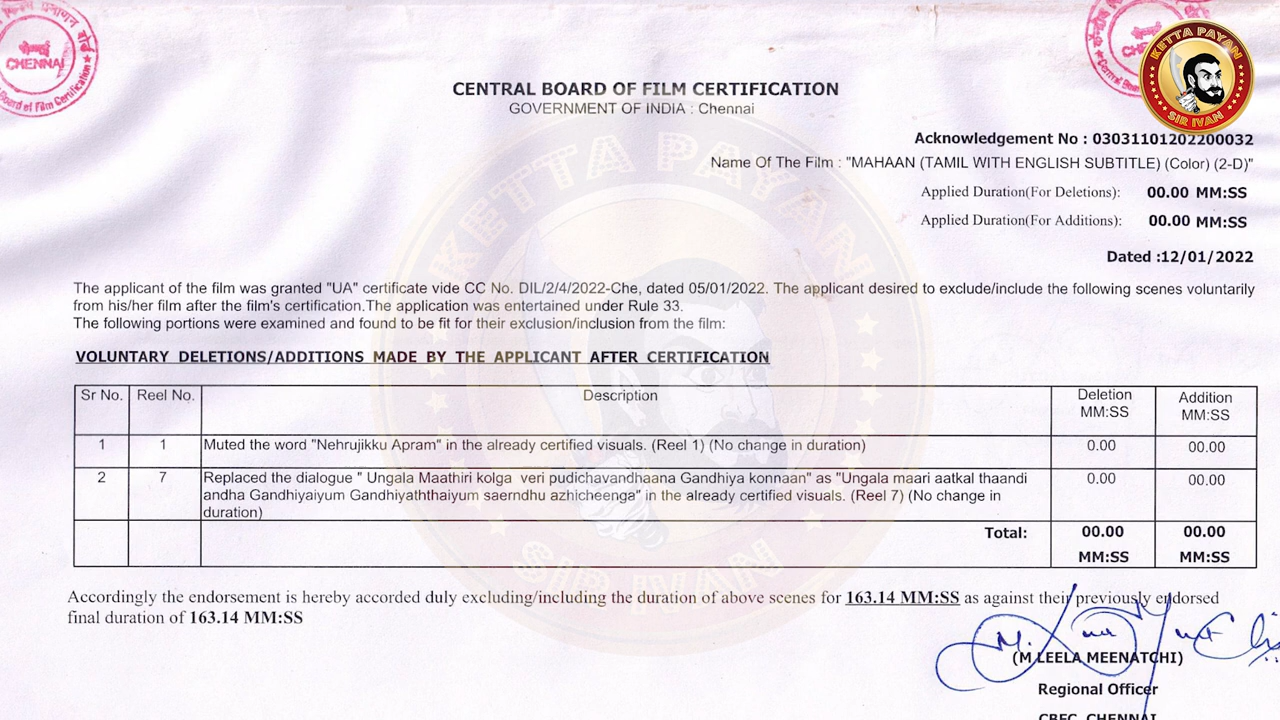 CHENNAI
Board of Film Certification
KETTA PAYAN
SIR IVAN
CENTRAL BOARD OF FILM CERTIFICATION
GOVERNMENT OF INDIA : Chennai
Acknowledgement No : 03031101202200032
Name Of The Film : "MAHAAN (TAMIL WITH ENGLISH SUBTITLE) (Color) (2-D)"
Applied Duration(For Deletions): 00.00 MM:SS
Applied Duration(For Additions): 00.00 MM:SS
Dated :12/01/2022
The applicant of the film was granted "UA" certificate vide CC No. DIL/2/4/2022-Che, dated 05/01/2022. The applicant desired to exclude/include the following scenes voluntarily
from his/her film after the film's certification.The application was entertained under Rule 33.
The following portions were examined and found to be fit for their exclusion/inclusion from the film:
VOLUNTARY DELETIONS/ADDITIONS MADE BY THE APPLICANT AFTER CERTIFICATION
Sr No. Reel No. Description Deletion MM:SS Addition MM:SS
1 1 Muted the word "Nehrujikku Apram" in the already certified visuals. (Reel 1) (No change in duration) 0.00 00.00
2 7 Replaced the dialogue " Ungala Maathiri kolga veri pudichavandhaana Gandhiya konnaan" as "Ungala maari aatkal thaandi 0.00 00.00
andha Gandhiyaiyum Gandhiyaththaiyum saerndhu azhicheenga" in the already certified visuals. (Reel 7) (No change in
duration)
Total: 00.00 00.00
MM:SS MM:SS
Accordingly the endorsement is hereby accorded duly excluding/including the duration of above scenes for 163.14 MM:SS as against their previously endorsed
final duration of 163.14 MM:SS
(M LEELA MEENATCHI)
Regional Officer
CBFC, CHENNAI
KETTA PAYAN
SIR IVAN